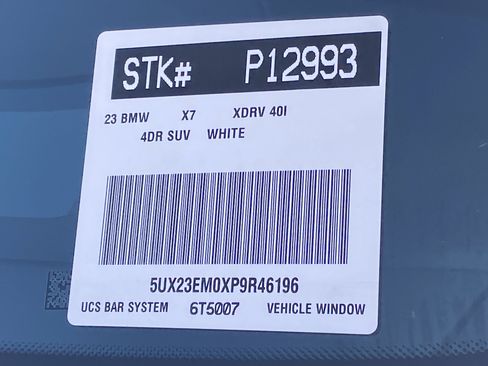 STK# P12993
23 BMW X7 XDRV 40I
4DR SUV WHITE
5UX23EM0XP9R46196
UCS BAR SYSTEM 6T5007 VEHICLE WINDOW